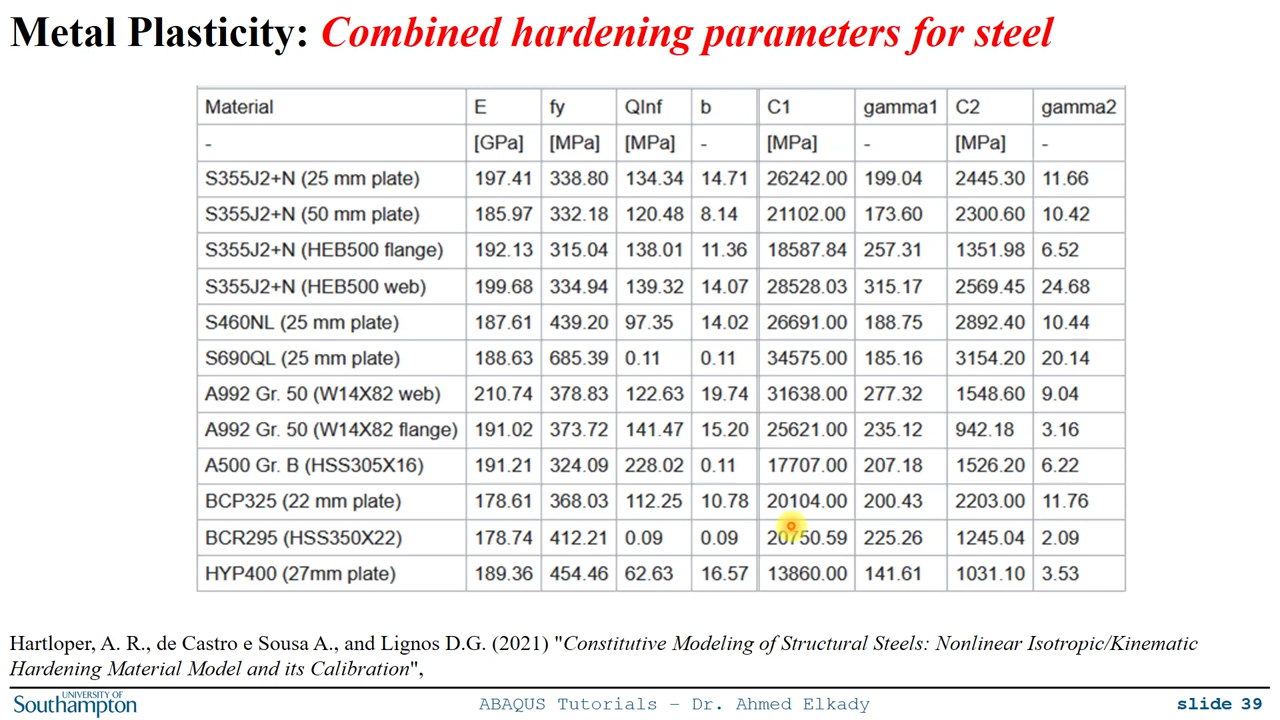 Metal Plasticity: Combined hardening parameters for steel
Material E fy QInf b C1 gamma1 C2 gamma2
- [GPa] [MPa] [MPa] - [MPa] - [MPa] -
S355J2+N (25 mm plate) 197.41 338.80 134.34 14.71 26242.00 199.04 2445.30 11.66
S355J2+N (50 mm plate) 185.97 332.18 120.48 8.14 21102.00 173.60 2300.60 10.42
S355J2+N (HEB500 flange) 192.13 315.04 138.01 11.36 18587.84 257.31 1351.98 6.52
S355J2+N (HEB500 web) 199.68 334.94 139.32 14.07 28528.03 315.17 2569.45 24.68
S460NL (25 mm plate) 187.61 439.20 97.35 14.02 26691.00 188.75 2892.40 10.44
S690QL (25 mm plate) 188.63 685.39 0.11 0.11 34575.00 185.16 3154.20 20.14
A992 Gr. 50 (W14X82 web) 210.74 378.83 122.63 19.74 31638.00 277.32 1548.60 9.04
A992 Gr. 50 (W14X82 flange) 191.02 373.72 141.47 15.20 25621.00 235.12 942.18 3.16
A500 Gr. B (HSS305X16) 191.21 324.09 228.02 0.11 17707.00 207.18 1526.20 6.22
BCP325 (22 mm plate) 178.61 368.03 112.25 10.78 20104.00 200.43 2203.00 11.76
BCR295 (HSS350X22) 178.74 412.21 0.09 0.09 20750.59 225.26 1245.04 2.09
HYP400 (27mm plate) 189.36 454.46 62.63 16.57 13860.00 141.61 1031.10 3.53
Hartloper, A. R., de Castro e Sousa A., and Lignos D.G. (2021) "Constitutive Modeling of Structural Steels: Nonlinear Isotropic/Kinematic
Hardening Material Model and its Calibration",
UNIVERSITY OF
Southampton
ABAQUS Tutorials – Dr. Ahmed Elkady
slide 39